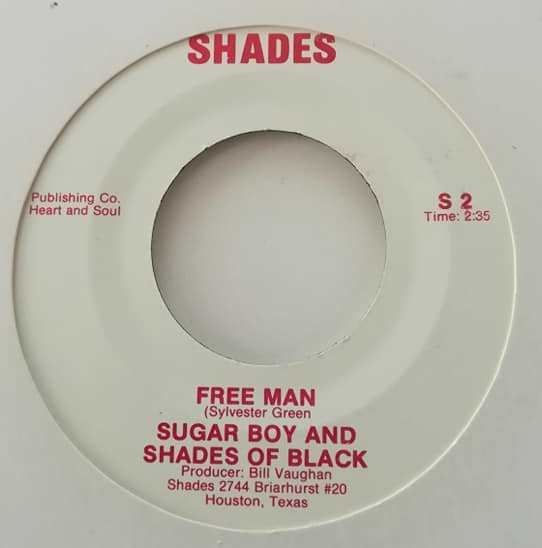 SHADES
Publishing Co.
Heart and Soul
S 2
Time: 2:35
FREE MAN
(Sylvester Green
SUGAR BOY AND
SHADES OF BLACK
Producer: Bill Vaughan
Shades 2744 Briarhurst #20
Houston, Texas